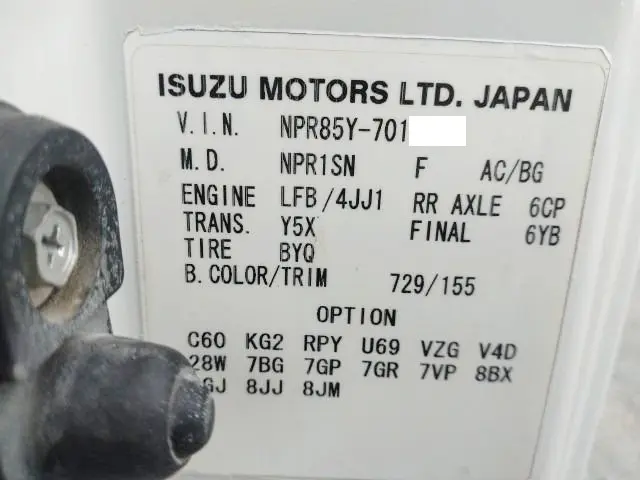 ISUZU MOTORS LTD. JAPAN
V.I.N. NPR85Y-701
M.D. NPR1SN F AC/BG
ENGINE LFB/4JJ1 RR AXLE 6CP
TRANS. Y5X FINAL 6YB
TIRE BYQ
B.COLOR/TRIM 729/155
OPTION
C60 KG2 RPY U69 VZG V4D
28W 7BG 7GP 7GR 7VP 8BX
8JJ 8JM